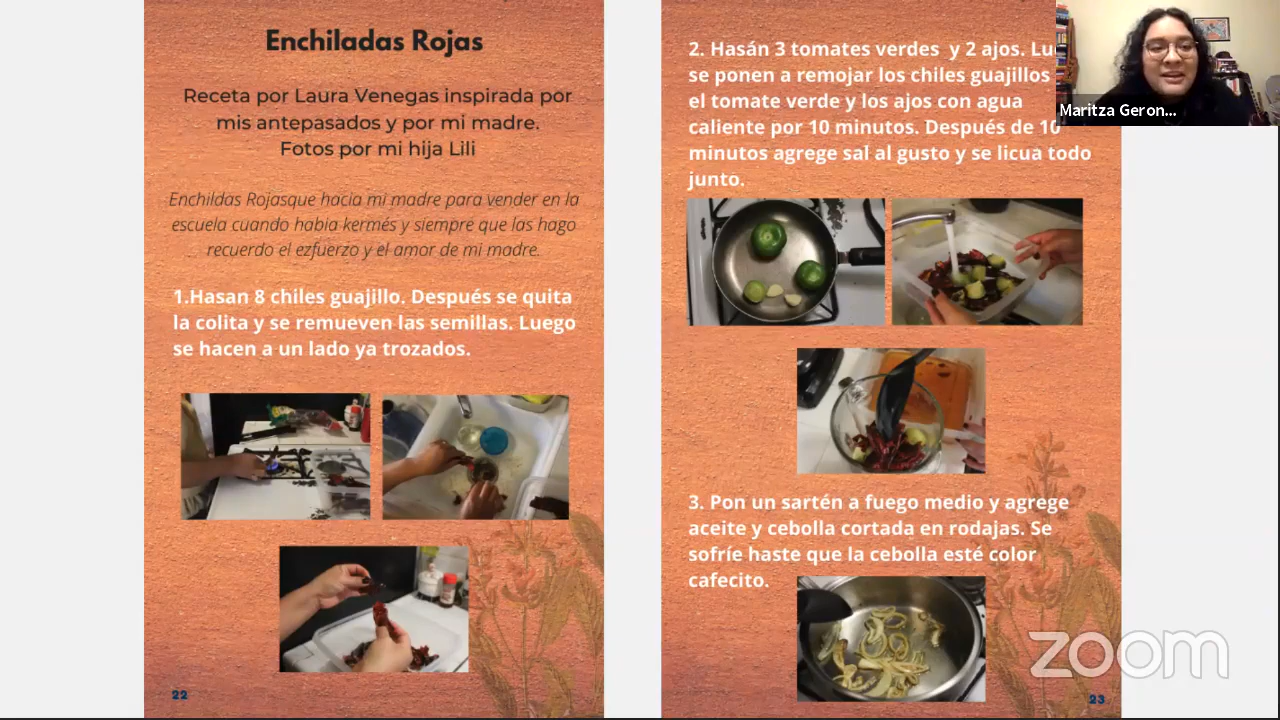 Enchiladas Rojas
Receta por Laura Venegas inspirada por
mis antepasados y por mi madre.
Fotos por mi hija Lili
Enchildas Rojasque hacia mi madre para vender en la
escuela cuando habia kermés y siempre que las hago
recuerdo el ezfuerzo y el amor de mi madre.
1.Hasan 8 chiles guajillo. Después se quita
la colita y se remueven las semillas. Luego
se hacen a un lado ya trozados.
22
2. Hasán 3 tomates verdes y 2 ajos.
se ponen a remojar los chiles guajillos
el tomate verde y los ajos con agua
caliente por 10 minutos. Después de 10
minutos agrege sal al gusto y se licua todo
junto.
3. Pon un sartén a fuego medio y agrege
aceite y cebolla cortada en rodajas. Se
sofríe haste que la cebolla esté color
cafecito.
23
Maritza Geron...
zoom